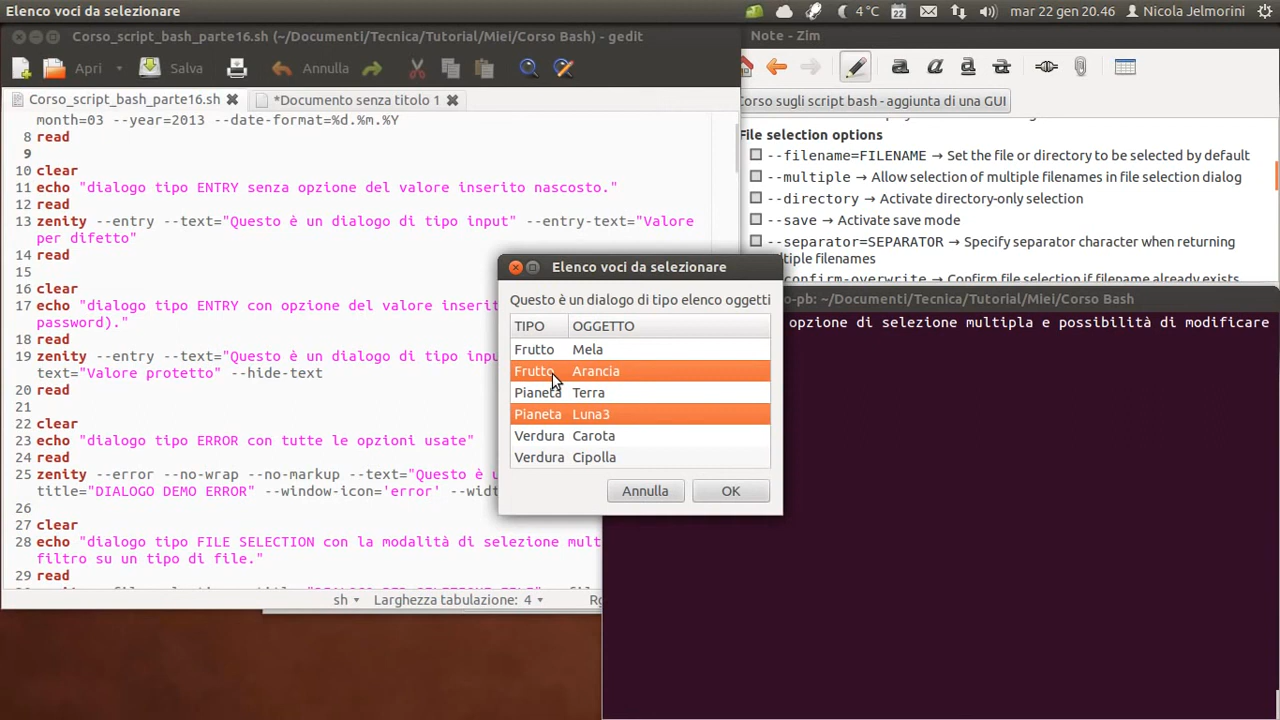 Elenco voci da selezionare
4 °C
mar 22 gen 20.46
Nicola Jelmorini
Corso_script_bash_parte16.sh (~/Documenti/Tecnica/Tutorial/Miei/Corso Bash) - gedit
Apri
Salva
Annulla
Corso_script_bash_parte16.sh
*Documento senza titolo 1
month=03 --year=2013 --date-format=%d.%m.%Y
8 read
9
10 clear
11 echo "dialogo tipo ENTRY senza opzione del valore inserito nascosto."
12 read
13 zenity --entry --text="Questo è un dialogo di tipo input" --entry-text="Valore
per difetto"
14 read
15
16 clear
17 echo "dialogo tipo ENTRY con opzione del valore inserit
password)."
18 read
19 zenity --entry --text="Questo è un dialogo di tipo inpu
text="Valore protetto" --hide-text
20 read
21
22 clear
23 echo "dialogo tipo ERROR con tutte le opzioni usate"
24 read
25 zenity --error --no-wrap --no-markup --text="Questo è u
title="DIALOGO DEMO ERROR" --window-icon='error' --widt
26
27 clear
28 echo "dialogo tipo FILE SELECTION con la modalità di selezione mult
filtro su un tipo di file."
29 read
sh
Larghezza tabulazione: 4
Note - Zim
Corso sugli script bash - aggiunta di una GUI
File selection options
--filename=FILENAME → Set the file or directory to be selected by default
--multiple → Allow selection of multiple filenames in file selection dialog
--directory → Activate directory-only selection
--save → Activate save mode
--separator=SEPARATOR → Specify separator character when returning
tiple filenames
confirm-overwrite → Confirm file selection if filename already exists
o-pb: ~/Documenti/Tecnica/Tutorial/Miei/Corso Bash
opzione di selezione multipla e possibilità di modificare
Elenco voci da selezionare
Questo è un dialogo di tipo elenco oggetti
TIPO OGGETTO
Frutto Mela
Frutto Arancia
Pianeta Terra
Pianeta Luna3
Verdura Carota
Verdura Cipolla
Annulla
OK